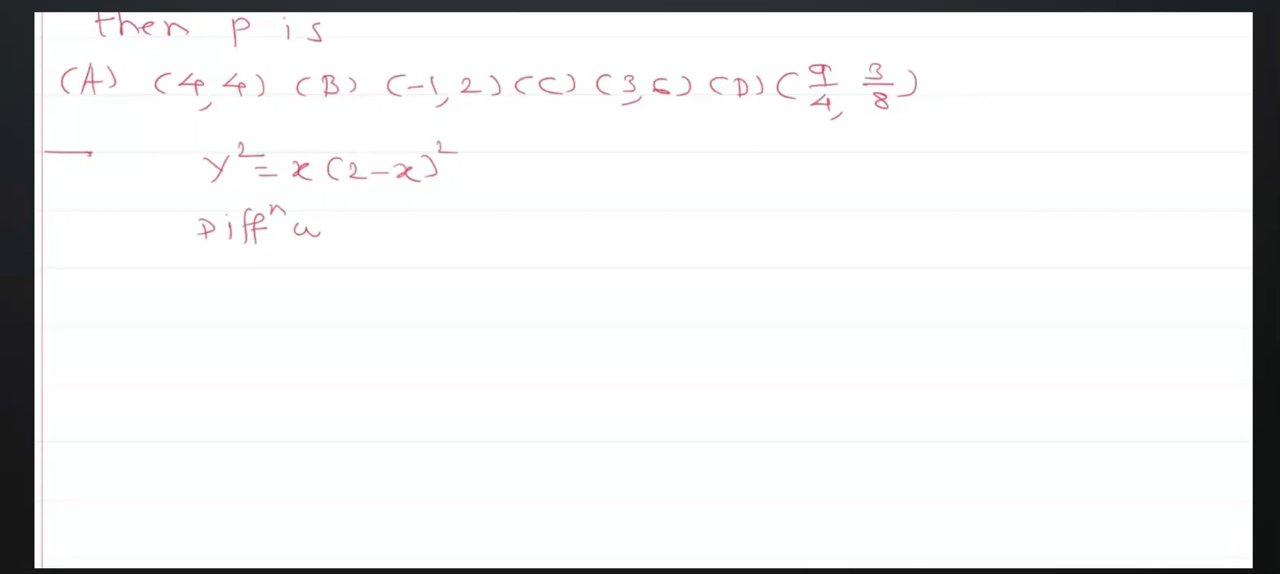 then P is
(A) (4,4) (B) (-1,2) (C) (3,6) (D) (9/4, 3/8)
→ y² = x(2-x)²
Diffⁿ w